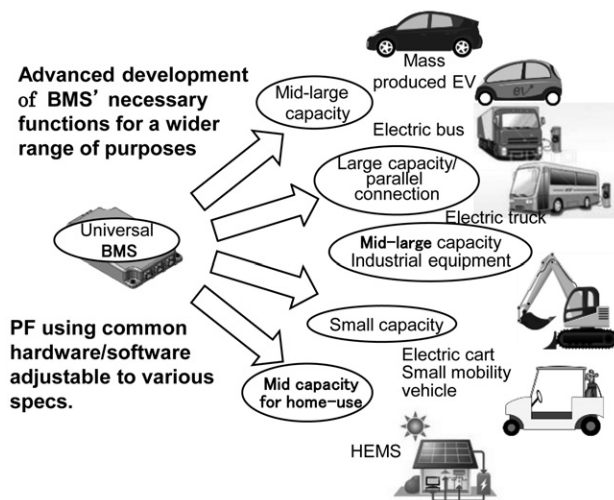 Advanced development
of BMS' necessary
functions for a wider
range of purposes
Mid-large
capacity
Mass
produced EV
ev
Electric bus
Large capacity/
parallel
connection
Electric truck
Universal
BMS
Mid-large capacity
Industrial equipment
Small capacity
PF using common
hardware/software
adjustable to various
specs.
Electric cart
Small mobility
vehicle
Mid capacity
for home-use
HEMS